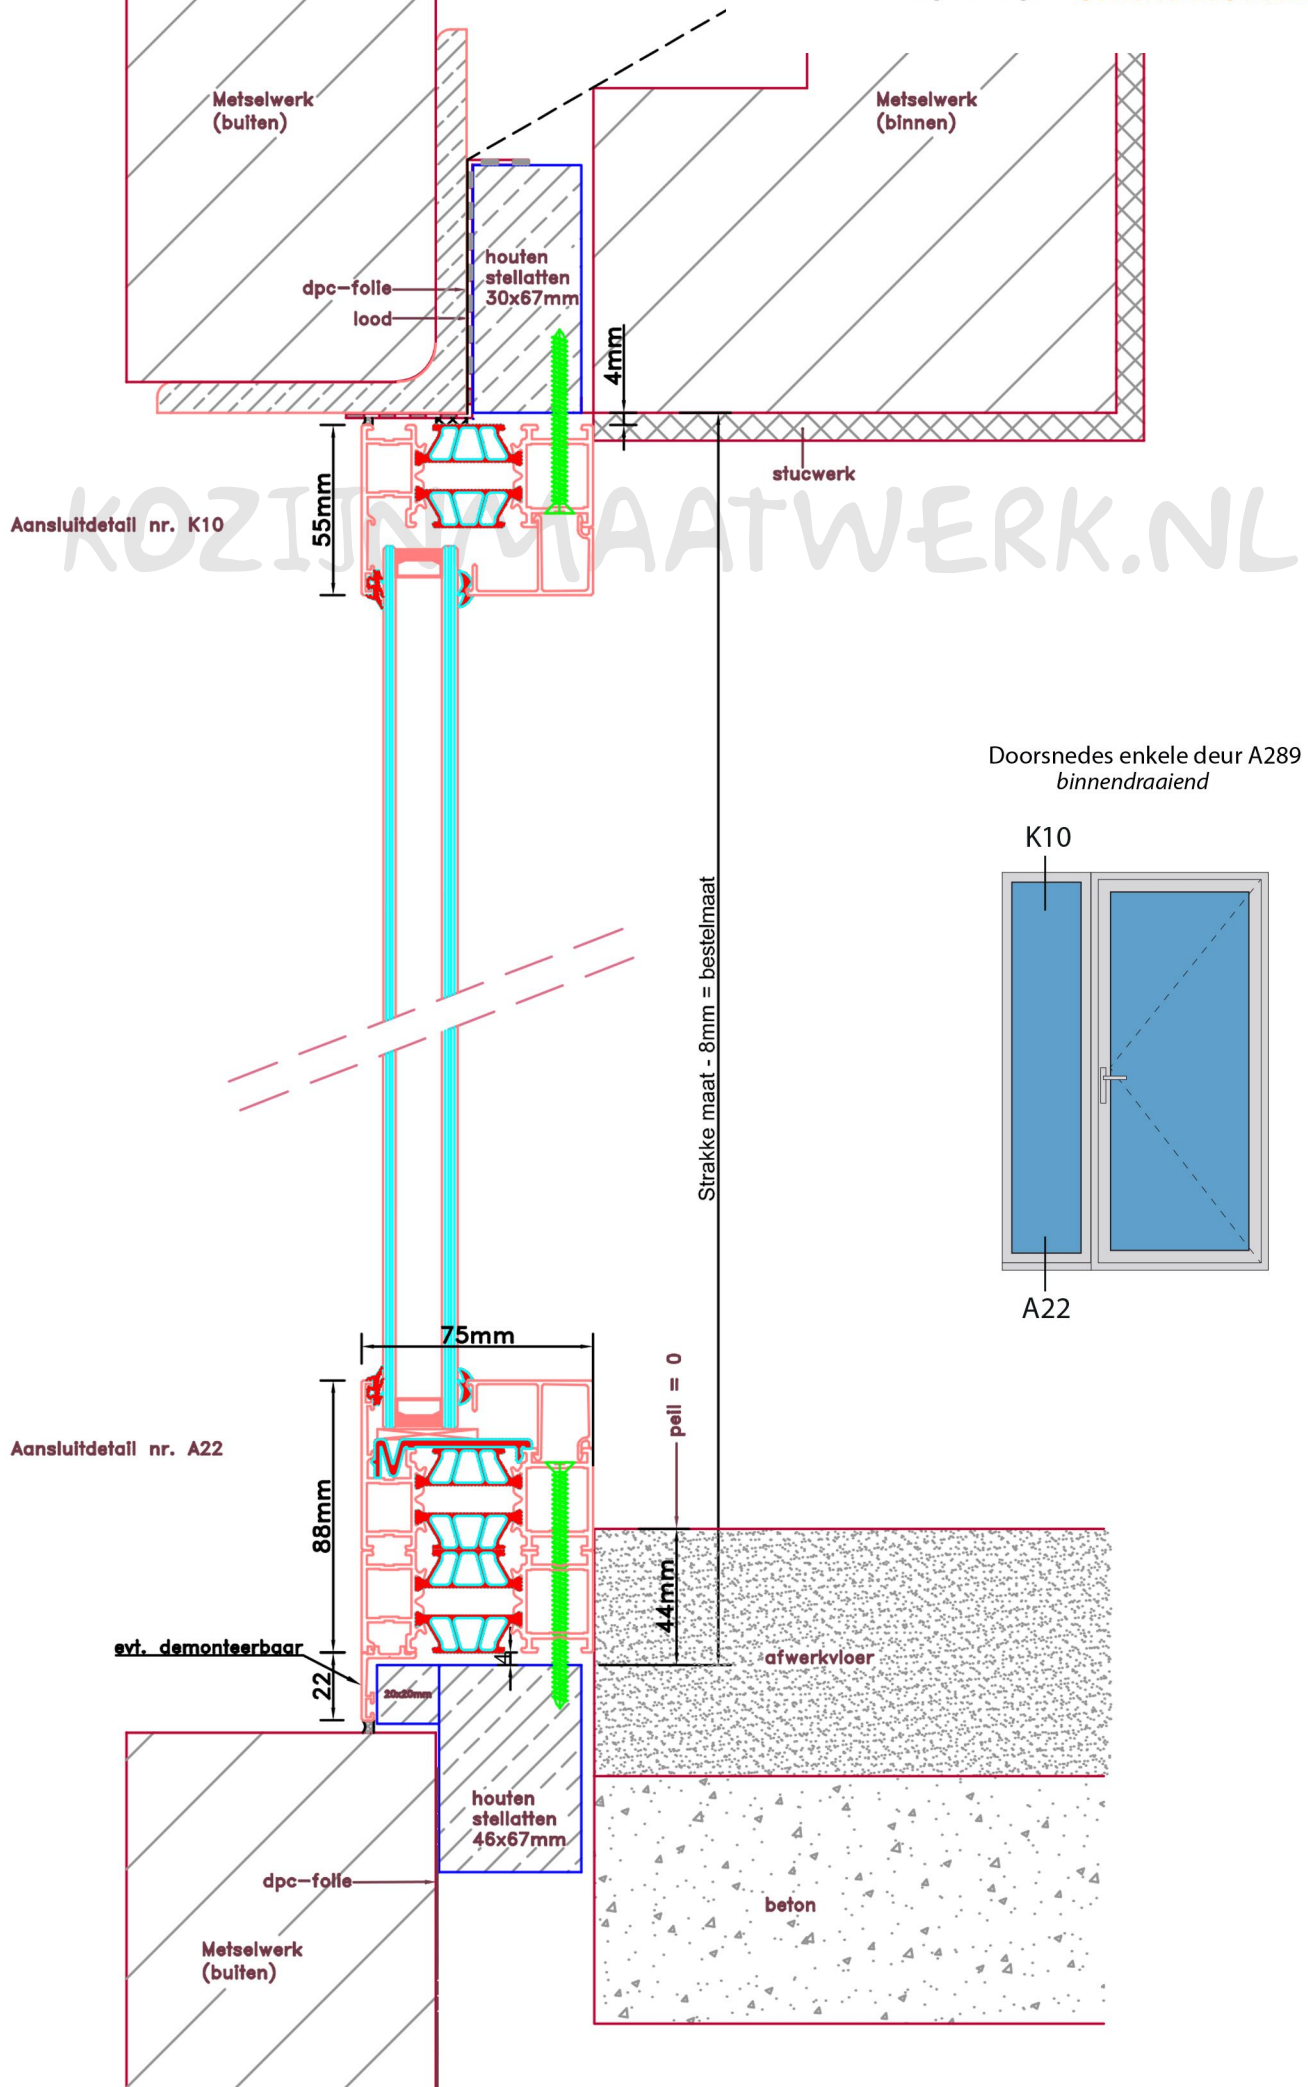 Metselwerk
(buiten)
Metselwerk
(binnen)
houten
stellatten
30x67mm
dpc-folie
lood
4mm
stucwerk
55mm
Aansluitdetail nr. K10
KOZIJNMAATWERK.NL
Doorsnedes enkele deur A289
binnendraaiend
K10
A22
Strakke maat - 8mm = bestelmaat
75mm
peil = 0
Aansluitdetail nr. A22
88mm
44mm
evt. demonteerbaar
4
afwerkvloer
22
20x20mm
houten
stellatten
46x67mm
dpc-folie
beton
Metselwerk
(buiten)